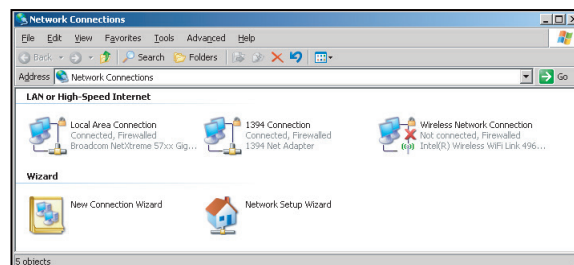 Network Connections
File Edit View Favorites Tools Advanced Help
Back Search Folders
Address Network Connections Go
LAN or High-Speed Internet
Local Area Connection
Connected, Firewalled
Broadcom NetXtreme 57xx Gig...
1394 Connection
Connected, Firewalled
1394 Net Adapter
Wireless Network Connection
Not connected, Firewalled
Intel(R) Wireless WiFi Link 496...
Wizard
New Connection Wizard
Network Setup Wizard
5 objects